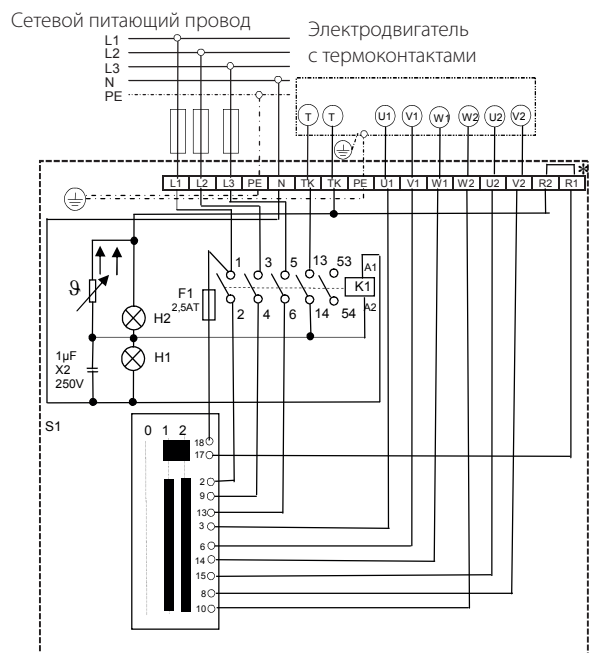 Сетевой питающий провод
Электродвигатель
с термоконтактами
L1
L2
L3
N
PE
T T U1 V1 W1 W2 U2 V2
L1 L2 L3 PE N TK TK PE U1 V1 W1 W2 U2 V2 R2 R1 *
1 3 5 13 53 A1
ϑ
F1
2,5AT
K1
H2
2 4 6 14 54 A2
H1
1µF
X2
250V
S1
0 1 2
18
17
2
9
13
3
6
14
15
8
10